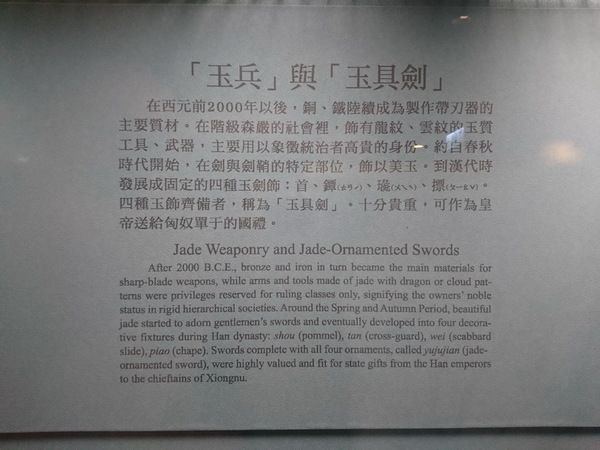 「玉兵」與「玉具劍」
在西元前2000年以後，銅、鐵陸續成為製作帶刃器的
主要質材。在階級森嚴的社會裡，飾有龍紋、雲紋的玉質
工具、武器，主要用以象徵統治者高貴的身份。約自春秋
時代開始，在劍與劍鞘的特定部位，飾以美玉。到漢代時
發展成固定的四種玉劍飾：首、鐔(ㄊㄢˊ)、璏(ㄨㄟˋ)、摽(ㄆㄧㄠˇ)。
四種玉飾齊備者，稱為「玉具劍」。十分貴重，可作為皇
帝送給匈奴單于的國禮。
Jade Weaponry and Jade-Ornamented Swords
After 2000 B.C.E., bronze and iron in turn became the main materials for
sharp-blade weapons, while arms and tools made of jade with dragon or cloud pat-
terns were privileges reserved for ruling classes only, signifying the owners' noble
status in rigid hierarchical societies. Around the Spring and Autumn Period, beautiful
jade started to adorn gentlemen's swords and eventually developed into four decora-
tive fixtures during Han dynasty: shou (pommel), tan (cross-guard), wei (scabbard
slide), piao (chape). Swords complete with all four ornaments, called yujujian (jade-
ornamented sword), were highly valued and fit for state gifts from the Han emperors
to the chieftains of Xiongnu.